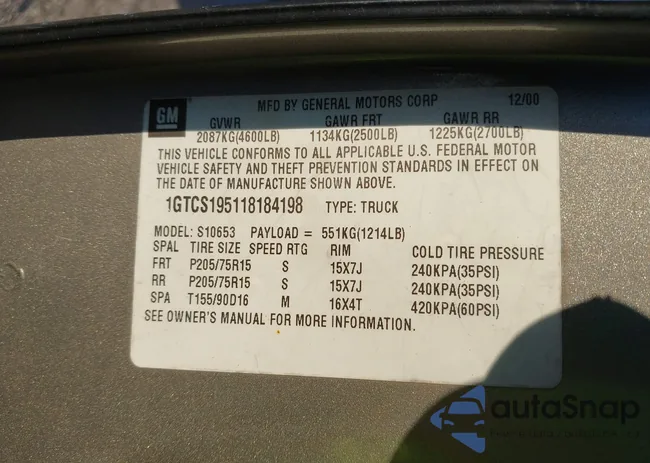 GM
MFD BY GENERAL MOTORS CORP 12/00
GVWR GAWR FRT GAWR RR
2087KG(4600LB) 1134KG(2500LB) 1225KG(2700LB)
THIS VEHICLE CONFORMS TO ALL APPLICABLE U.S. FEDERAL MOTOR
VEHICLE SAFETY AND THEFT PREVENTION STANDARDS IN EFFECT ON
THE DATE OF MANUFACTURE SHOWN ABOVE.
1GTCS195118184198 TYPE: TRUCK
MODEL: S10653 PAYLOAD = 551KG(1214LB)
SPAL TIRE SIZE SPEED RTG RIM COLD TIRE PRESSURE
FRT P205/75R15 S 15X7J 240KPA(35PSI)
RR P205/75R15 S 15X7J 240KPA(35PSI)
SPA T155/90D16 M 16X4T 420KPA(60PSI)
SEE OWNER'S MANUAL FOR MORE INFORMATION.
autaSnap